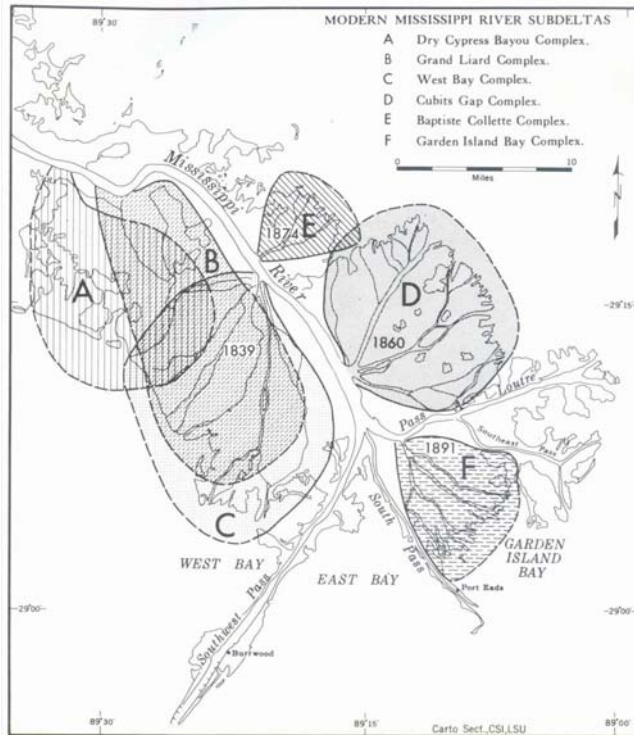 89°30'
89°15'
MODERN MISSISSIPPI RIVER SUBDELTAS
A Dry Cypress Bayou Complex.
B Grand Liard Complex.
C West Bay Complex.
D Cubits Gap Complex.
E Baptiste Collette Complex.
F Garden Island Bay Complex.
0 10
Miles
N
Mississippi
River
E
1874
B
A
D
29°15'
1860
1839
Pass Loutre
Southeast Pass
1891
F
C
South Pass
GARDEN
ISLAND
BAY
WEST BAY
EAST BAY
Port Eads
29°00'
29°00'
Southwest Pass
Burrwood
89°30'
89°15'
Carto Sect.,CSI,LSU